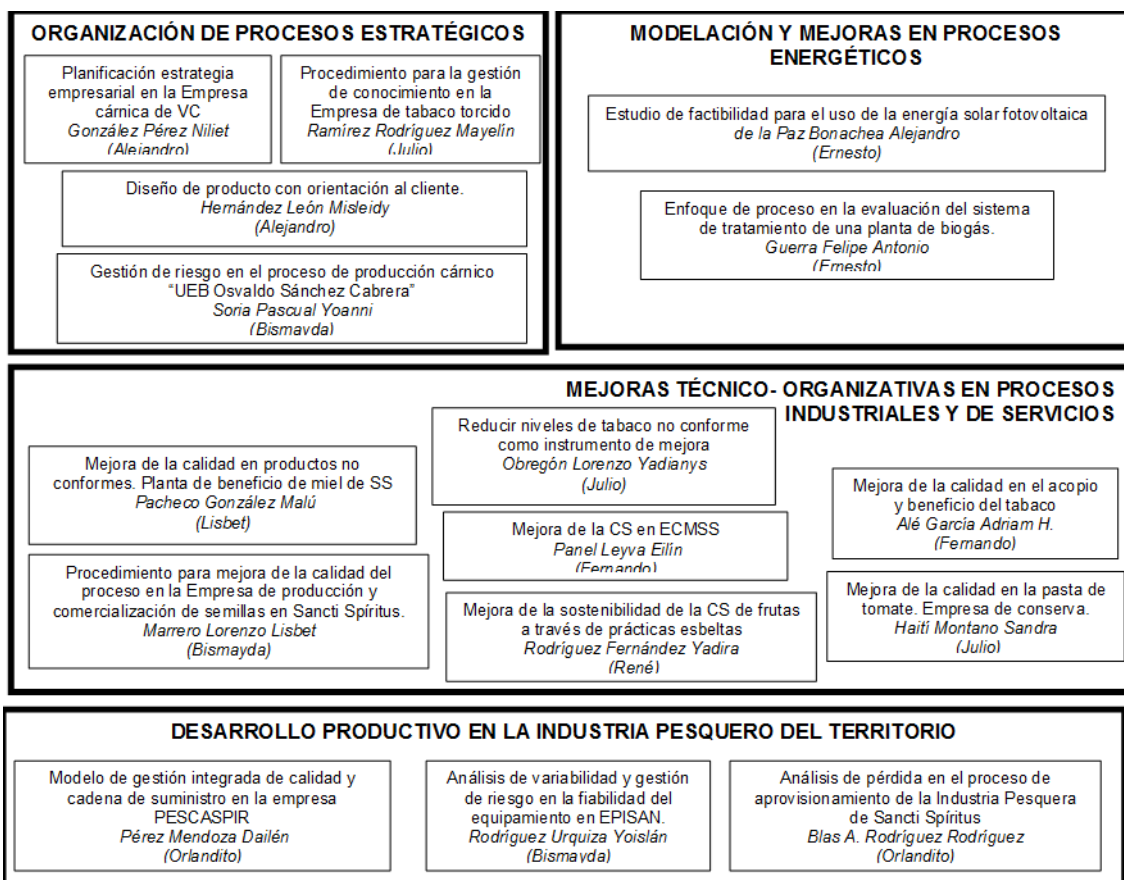 ORGANIZACIÓN DE PROCESOS ESTRATÉGICOS
Planificación estrategia
empresarial en la Empresa
cárnica de VC
González Pérez Niliet
(Alejandro)
Procedimiento para la gestión
de conocimiento en la
Empresa de tabaco torcido
Ramírez Rodríguez Mayelín
(Julio)
Diseño de producto con orientación al cliente.
Hernández León Misleidy
(Alejandro)
Gestión de riesgo en el proceso de producción cárnico
“UEB Osvaldo Sánchez Cabrera”
Soria Pascual Yoanni
(Bismayda)
MODELACIÓN Y MEJORAS EN PROCESOS
ENERGÉTICOS
Estudio de factibilidad para el uso de la energía solar fotovoltaica
de la Paz Bonachea Alejandro
(Ernesto)
Enfoque de proceso en la evaluación del sistema
de tratamiento de una planta de biogás.
Guerra Felipe Antonio
(Ernesto)
MEJORAS TÉCNICO- ORGANIZATIVAS EN PROCESOS
INDUSTRIALES Y DE SERVICIOS
Mejora de la calidad en productos no
conformes. Planta de beneficio de miel de SS
Pacheco González Malú
(Lisbet)
Procedimiento para mejora de la calidad del
proceso en la Empresa de producción y
comercialización de semillas en Sancti Spíritus.
Marrero Lorenzo Lisbet
(Bismayda)
Reducir niveles de tabaco no conforme
como instrumento de mejora
Obregón Lorenzo Yadianys
(Julio)
Mejora de la CS en ECMSS
Panel Leyva Eilín
(Fernando)
Mejora de la sostenibilidad de la CS de frutas
a través de prácticas esbeltas
Rodríguez Fernández Yadira
(René)
Mejora de la calidad en el acopio
y beneficio del tabaco
Alé García Adriam H.
(Fernando)
Mejora de la calidad en la pasta de
tomate. Empresa de conserva.
Haití Montano Sandra
(Julio)
DESARROLLO PRODUCTIVO EN LA INDUSTRIA PESQUERO DEL TERRITORIO
Modelo de gestión integrada de calidad y
cadena de suministro en la empresa
PESCASPIR
Pérez Mendoza Dailén
(Orlandito)
Análisis de variabilidad y gestión
de riesgo en la fiabilidad del
equipamiento en EPISAN.
Rodríguez Urquiza Yoislán
(Bismayda)
Análisis de pérdida en el proceso de
aprovisionamiento de la Industria Pesquera
de Sancti Spíritus
Blas A. Rodríguez Rodríguez
(Orlandito)